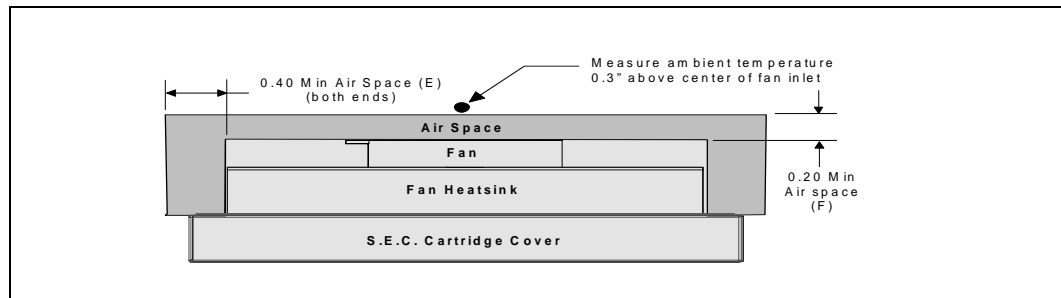 Measure ambient temperature
0.3" above center of fan inlet
0.40 Min Air Space (E)
(both ends)
Air Space
Fan
0.20 Min
Air space
(F)
Fan Heatsink
S.E.C. Cartridge Cover